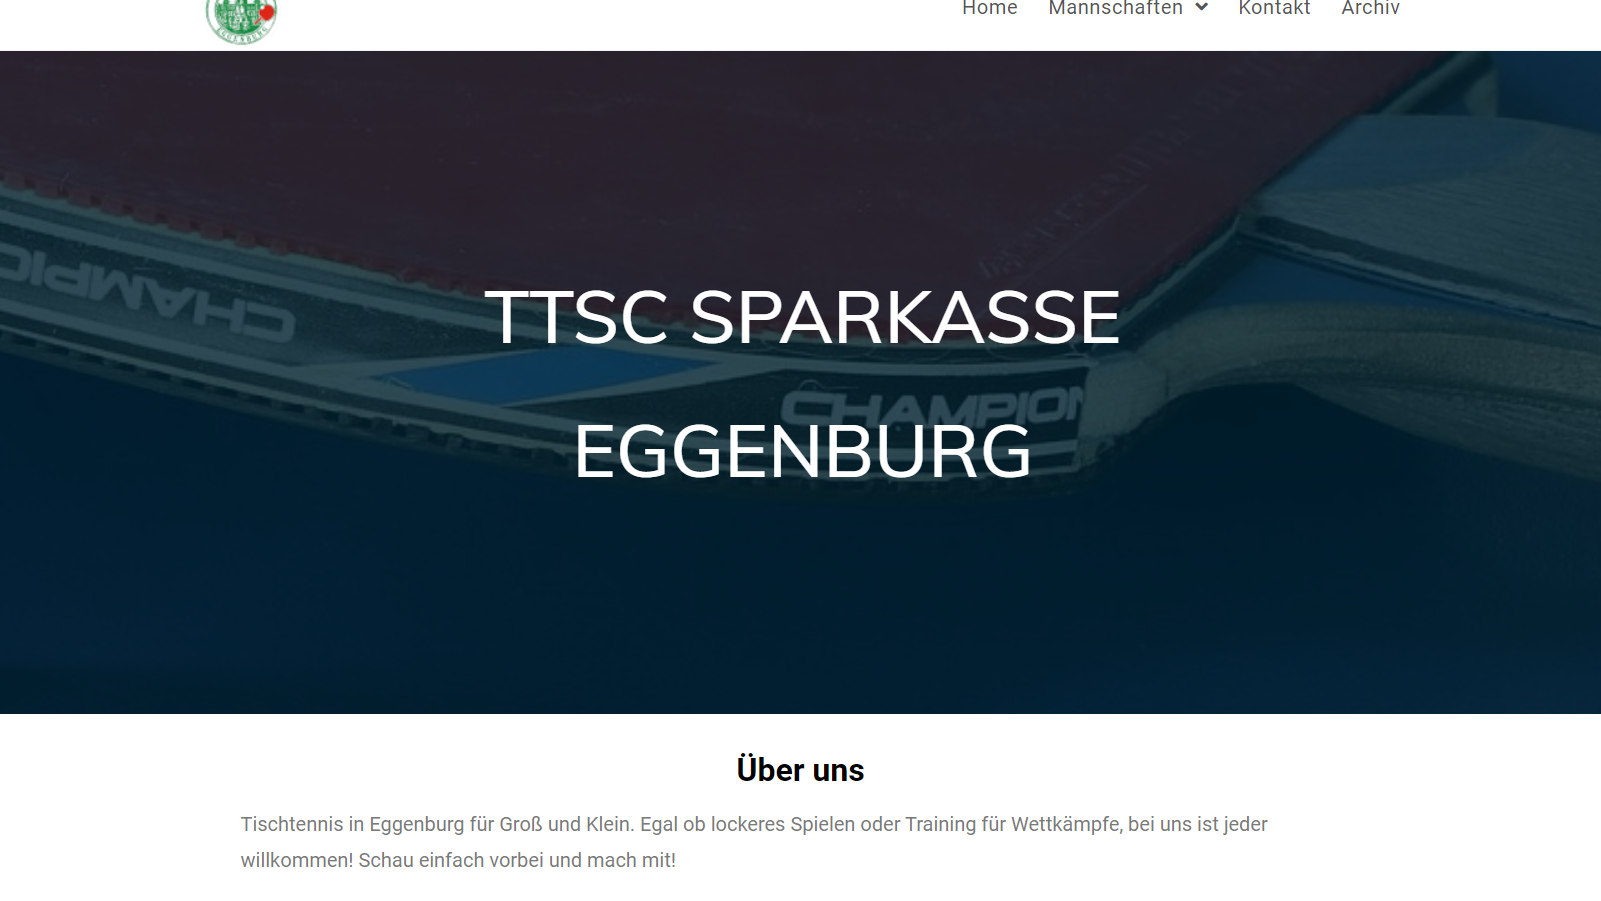 EGGENBURG
Home Mannschaften Kontakt Archiv
CHAMPION
TTSC SPARKASSE
CHAMPION
EGGENBURG
Über uns
Tischtennis in Eggenburg für Groß und Klein. Egal ob lockeres Spielen oder Training für Wettkämpfe, bei uns ist jeder
willkommen! Schau einfach vorbei und mach mit!